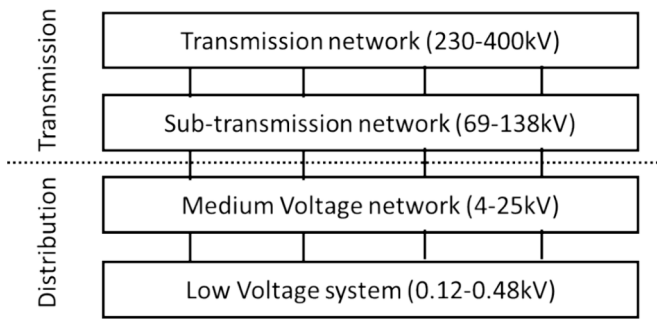 Transmission
Transmission network (230-400kV)
Sub-transmission network (69-138kV)
Distribution
Medium Voltage network (4-25kV)
Low Voltage system (0.12-0.48kV)